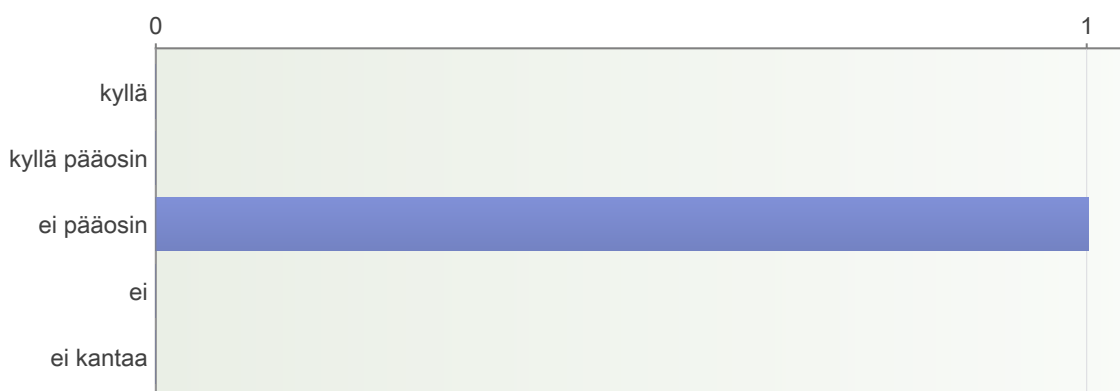 0 1
kyllä
kyllä pääosin
ei pääosin
ei
ei kantaa